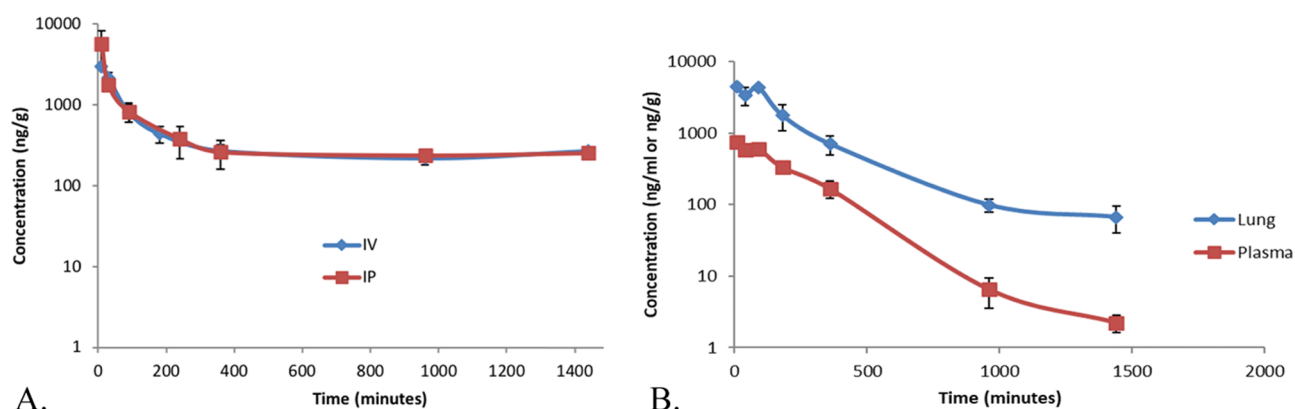 10000
1000
100
10
1
Concentration (ng/g)
0 200 400 600 800 1000 1200 1400
Time (minutes)
IV
IP
A.
10000
1000
100
10
1
Concentration (ng/ml or ng/g)
0 500 1000 1500 2000
Time (minutes)
Lung
Plasma
B.